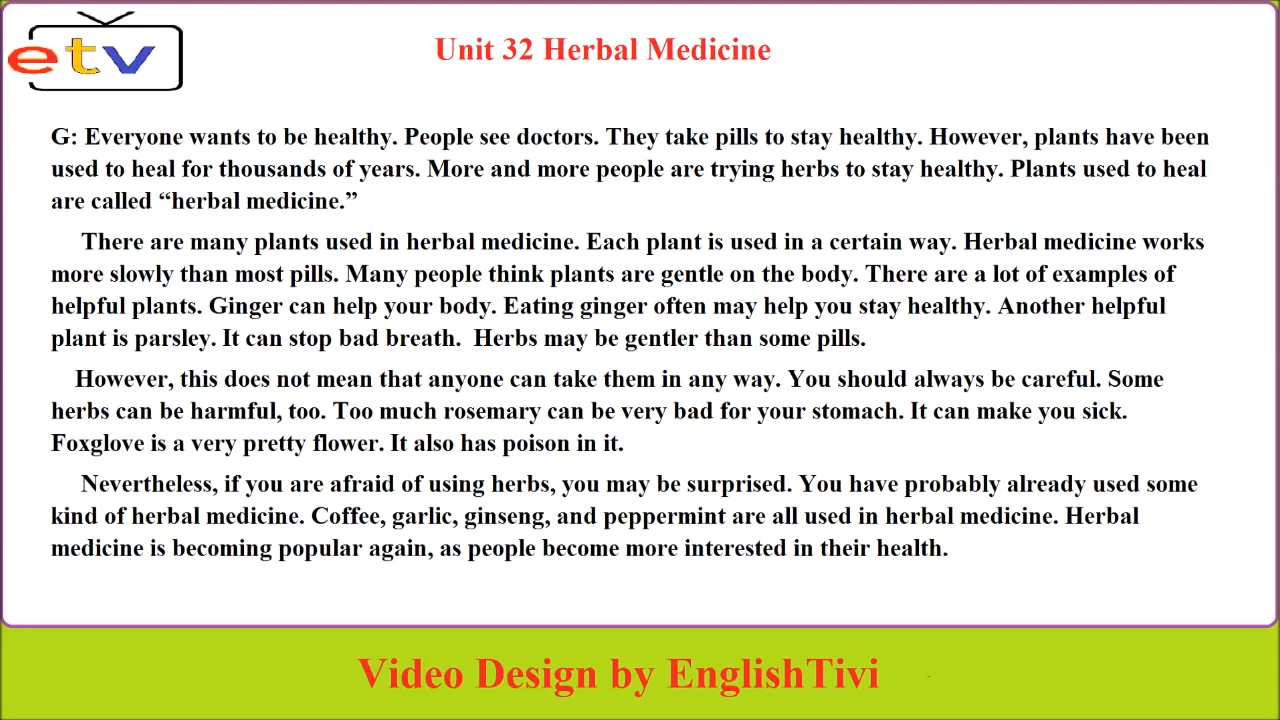 etv
Unit 32 Herbal Medicine
G: Everyone wants to be healthy. People see doctors. They take pills to stay healthy. However, plants have been
used to heal for thousands of years. More and more people are trying herbs to stay healthy. Plants used to heal
are called “herbal medicine.”
There are many plants used in herbal medicine. Each plant is used in a certain way. Herbal medicine works
more slowly than most pills. Many people think plants are gentle on the body. There are a lot of examples of
helpful plants. Ginger can help your body. Eating ginger often may help you stay healthy. Another helpful
plant is parsley. It can stop bad breath.  Herbs may be gentler than some pills.
However, this does not mean that anyone can take them in any way. You should always be careful. Some
herbs can be harmful, too. Too much rosemary can be very bad for your stomach. It can make you sick.
Foxglove is a very pretty flower. It also has poison in it.
Nevertheless, if you are afraid of using herbs, you may be surprised. You have probably already used some
kind of herbal medicine. Coffee, garlic, ginseng, and peppermint are all used in herbal medicine. Herbal
medicine is becoming popular again, as people become more interested in their health.
Video Design by EnglishTivi